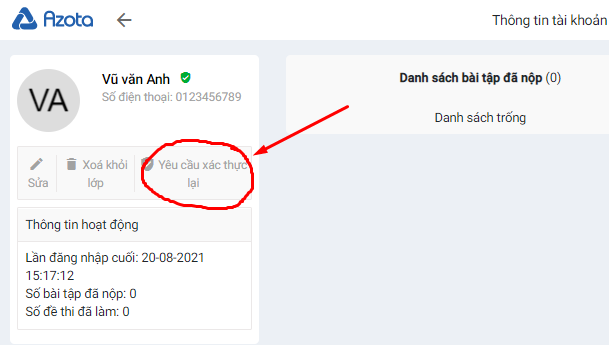 Azota
Thông tin tài khoản
VA
Vũ văn Anh
Số điện thoại: 0123456789
Sửa
Xoá khỏi
lớp
Yêu cầu xác thực
lại
Thông tin hoạt động
Lần đăng nhập cuối: 20-08-2021
15:17:12
Số bài tập đã nộp: 0
Số đề thi đã làm: 0
Danh sách bài tập đã nộp (0)
Danh sách trống